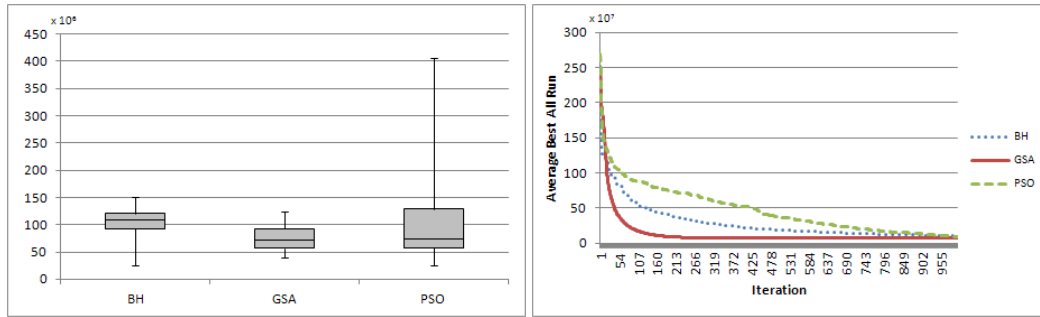 x 10⁶
450
400
350
300
250
200
150
100
50
0
BH GSA PSO
x 10⁷
Average Best All Run
300
250
200
150
100
50
0
1 54 107 160 213 266 319 372 425 478 531 584 637 690 743 796 849 902 955
Iteration
BH
GSA
PSO